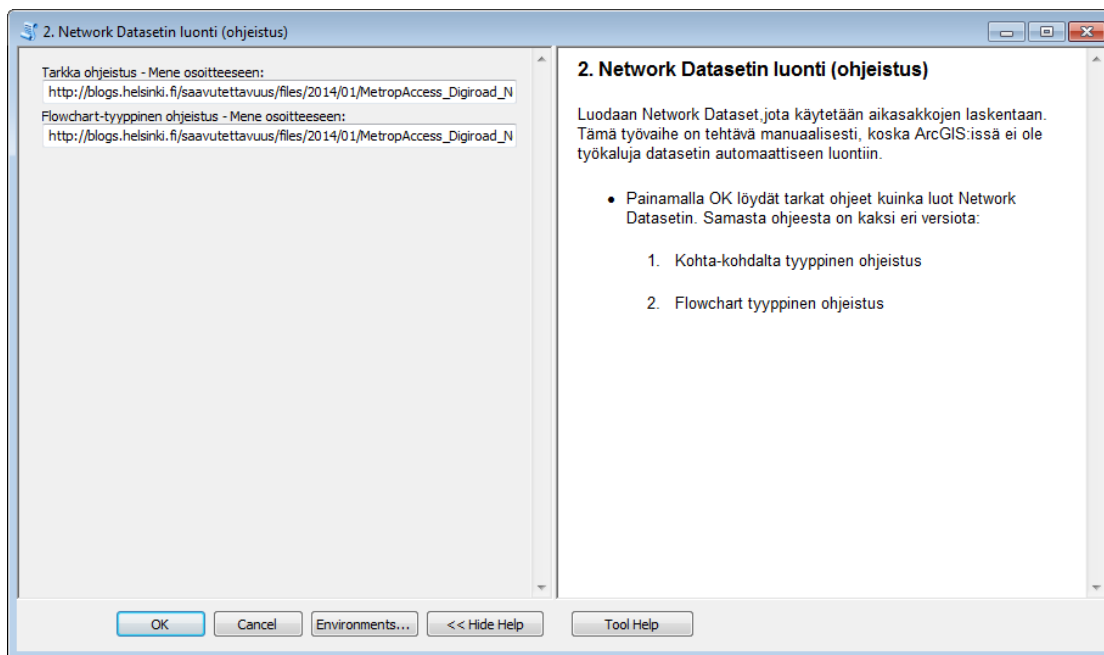 2. Network Datasetin luonti (ohjeistus)
Tarkka ohjeistus - Mene osoitteeseen:
http://blogs.helsinki.fi/saavutettavuus/files/2014/01/MetropAccess_Digiroad_N
Flowchart-tyyppinen ohjeistus - Mene osoitteeseen:
http://blogs.helsinki.fi/saavutettavuus/files/2014/01/MetropAccess_Digiroad_N
2. Network Datasetin luonti (ohjeistus)
Luodaan Network Dataset,jota käytetään aikasakkojen laskentaan.
Tämä työvaihe on tehtävä manuaalisesti, koska ArcGIS:issä ei ole
työkaluja datasetin automaattiseen luontiin.
• Painamalla OK löydät tarkat ohjeet kuinka luot Network
Datasetin. Samasta ohjeesta on kaksi eri versiota:
1. Kohta-kohdalta tyyppinen ohjeistus
2. Flowchart tyyppinen ohjeistus
OK Cancel Environments... << Hide Help Tool Help